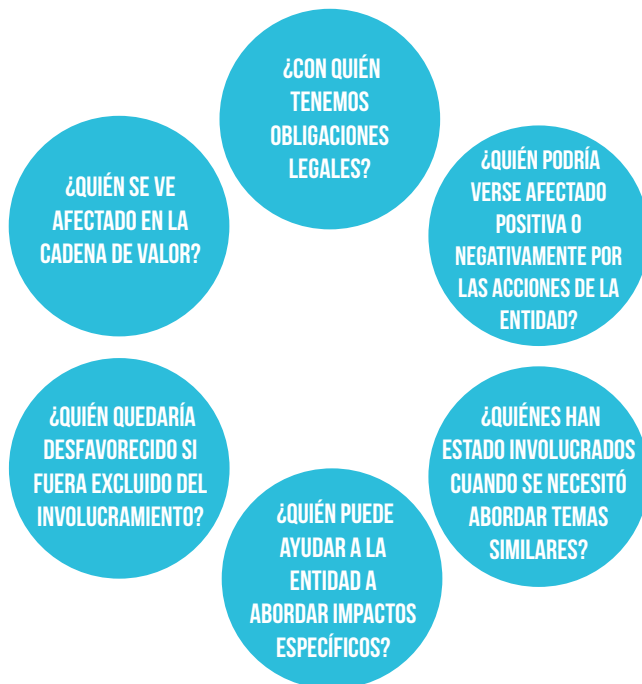 ¿CON QUIÉN
TENEMOS
OBLIGACIONES
LEGALES?
¿QUIÉN PODRÍA
VERSE AFECTADO
POSITIVA O
NEGATIVAMENTE POR
LAS ACCIONES DE LA
ENTIDAD?
¿QUIÉNES HAN
ESTADO INVOLUCRADOS
CUANDO SE NECESITÓ
ABORDAR TEMAS
SIMILARES?
¿QUIÉN PUEDE
AYUDAR A LA
ENTIDAD A
ABORDAR IMPACTOS
ESPECÍFICOS?
¿QUIÉN QUEDARÍA
DESFAVORECIDO SI
FUERA EXCLUIDO DEL
INVOLUCRAMIENTO?
¿QUIÉN SE VE
AFECTADO EN LA
CADENA DE VALOR?